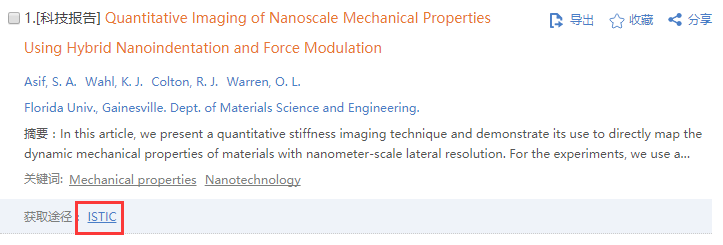 1.[科技报告] Quantitative Imaging of Nanoscale Mechanical Properties 导出 收藏 分享
Using Hybrid Nanoindentation and Force Modulation
Asif, S. A. Wahl, K. J. Colton, R. J. Warren, O. L.
Florida Univ., Gainesville. Dept. of Materials Science and Engineering.
摘要：In this article, we present a quantitative stiffness imaging technique and demonstrate its use to directly map the
dynamic mechanical properties of materials with nanometer-scale lateral resolution. For the experiments, we use a...
关键词: Mechanical properties Nanotechnology
获取途径： ISTIC